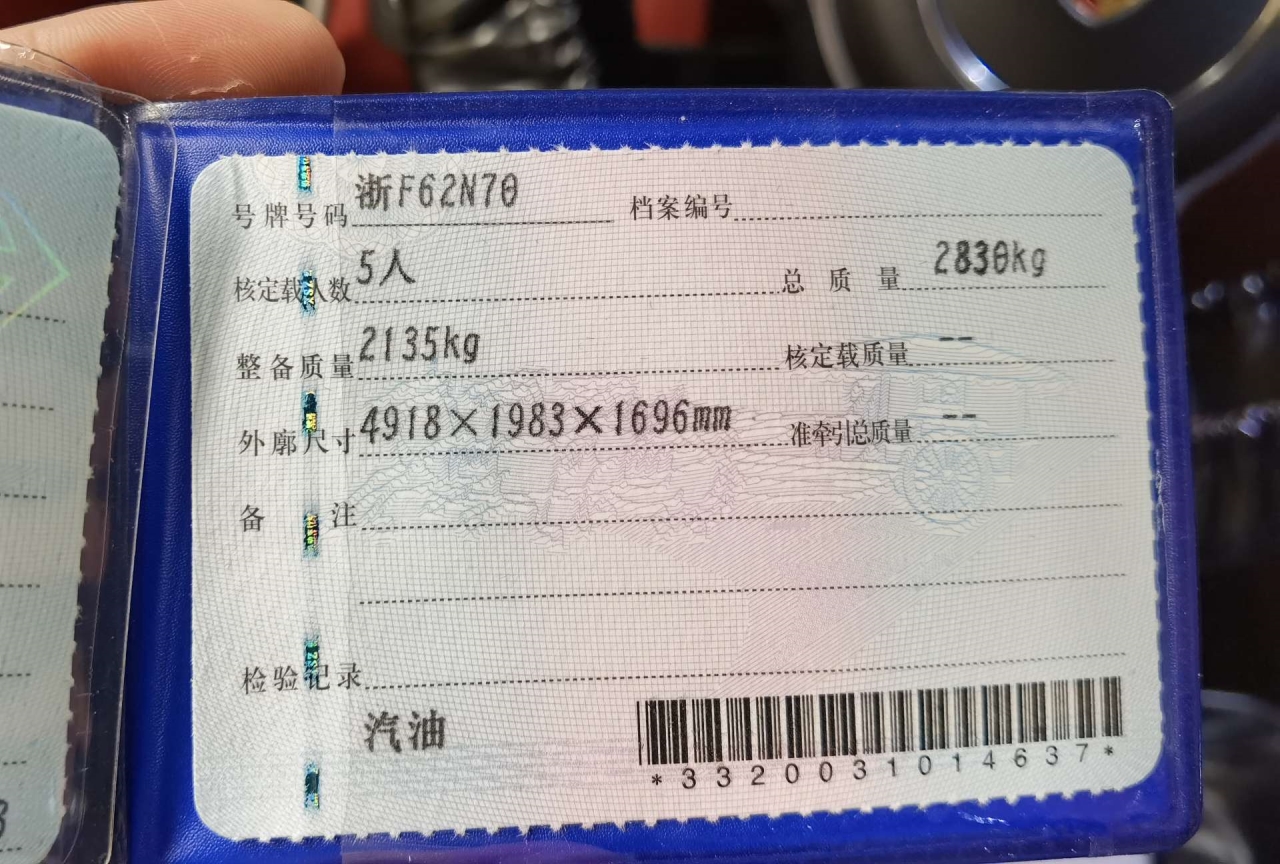 号牌号码 浙F62N70 档案编号
核定载人数 5人 总质量 2830kg
整备质量 2135kg 核定载质量 --
外廓尺寸 4918×1983×1696mm 准牵引总质量 --
备注
检验记录
汽油
*3320031014637*